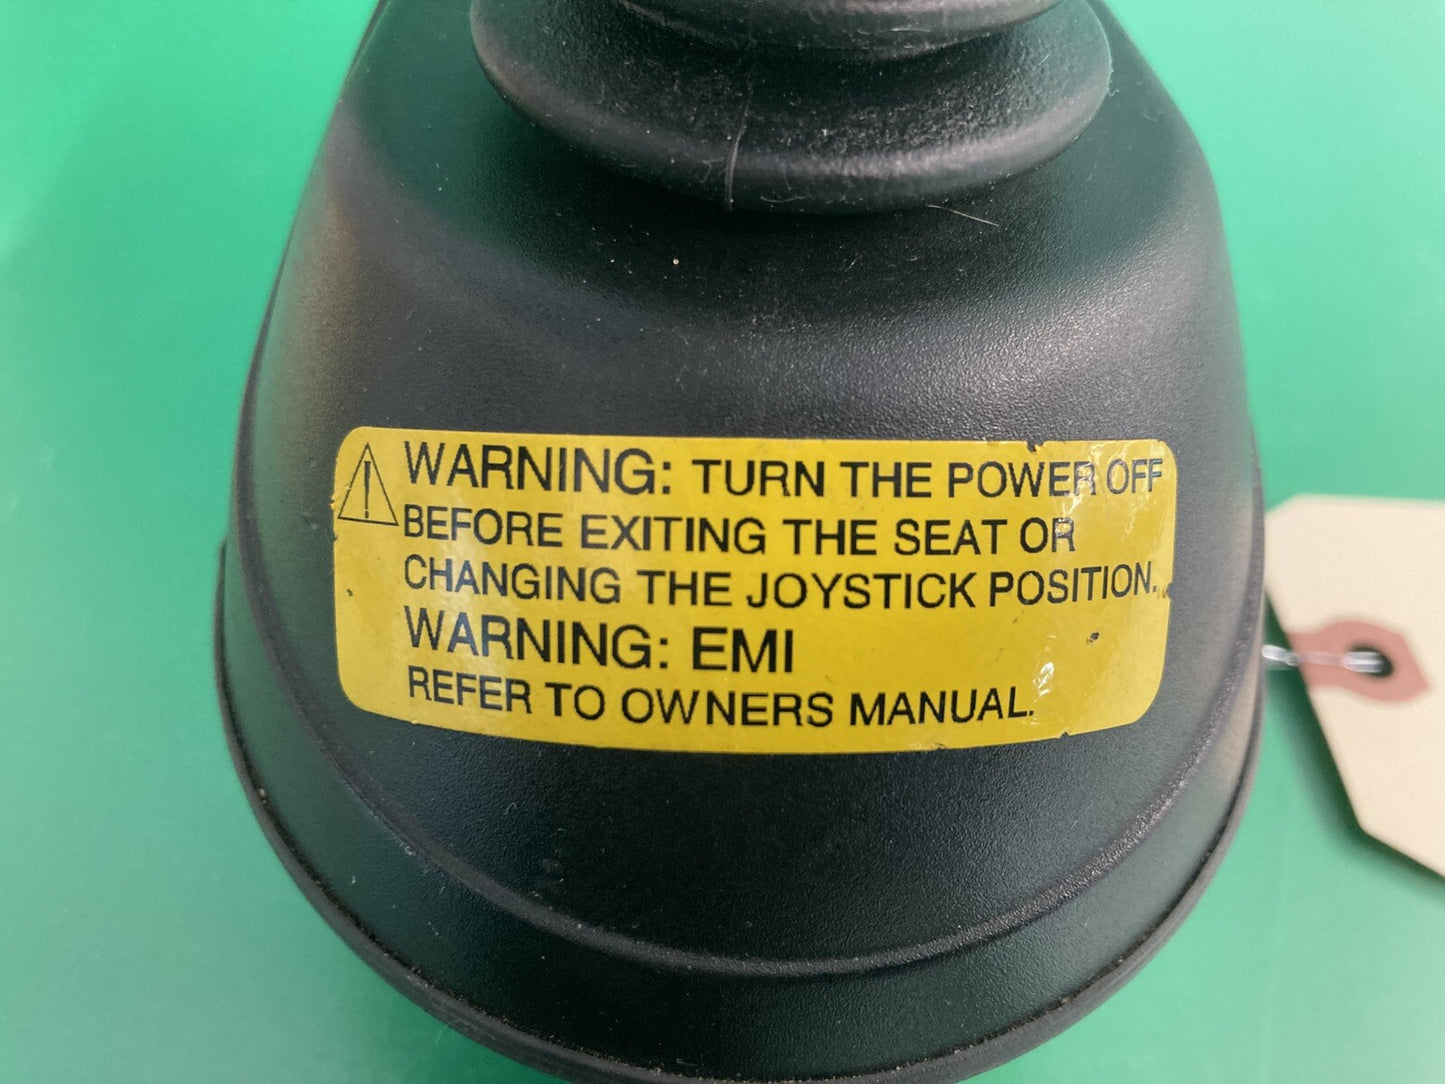 WARNING: TURN THE POWER OFF
BEFORE EXITING THE SEAT OR
CHANGING THE JOYSTICK POSITION.
WARNING: EMI
REFER TO OWNERS MANUAL.